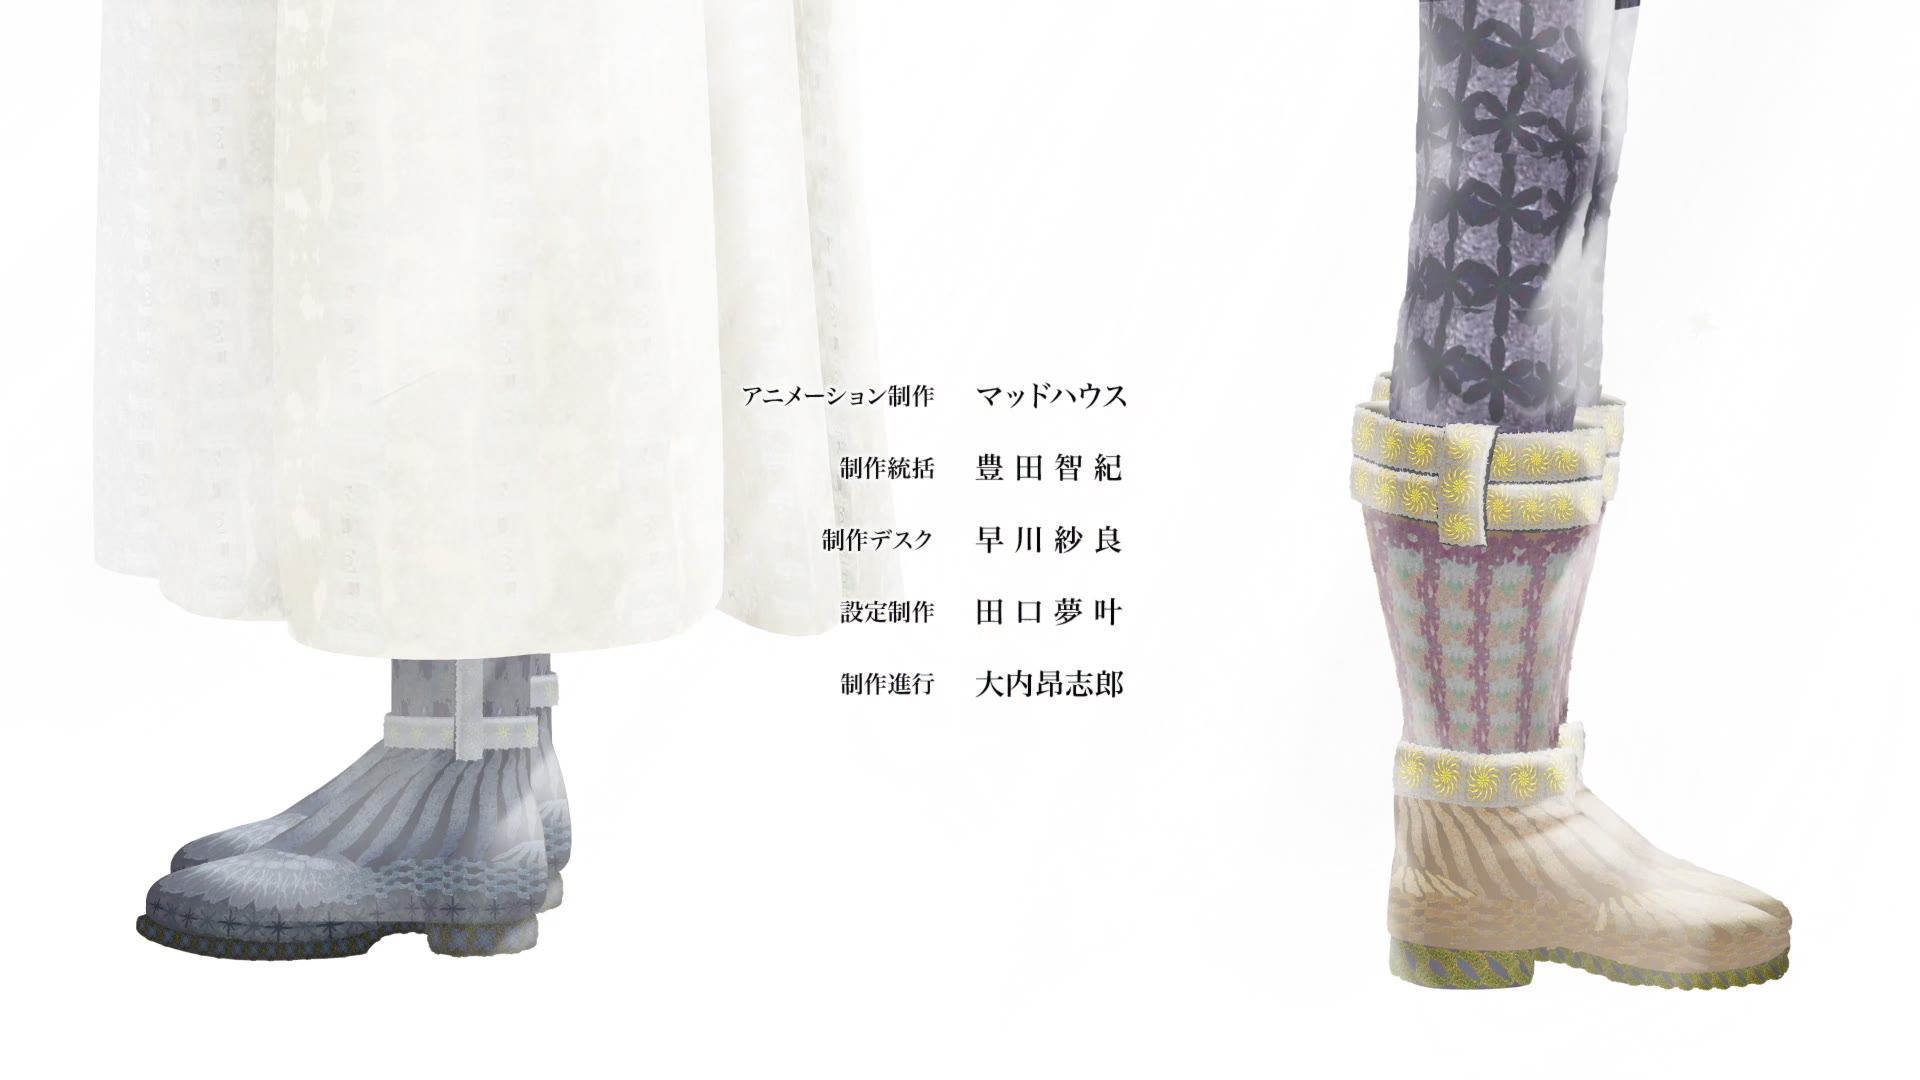 アニメーション制作 マッドハウス
制作統括 豊田智紀
制作デスク 早川紗良
設定制作 田口夢叶
制作進行 大内昂志郎